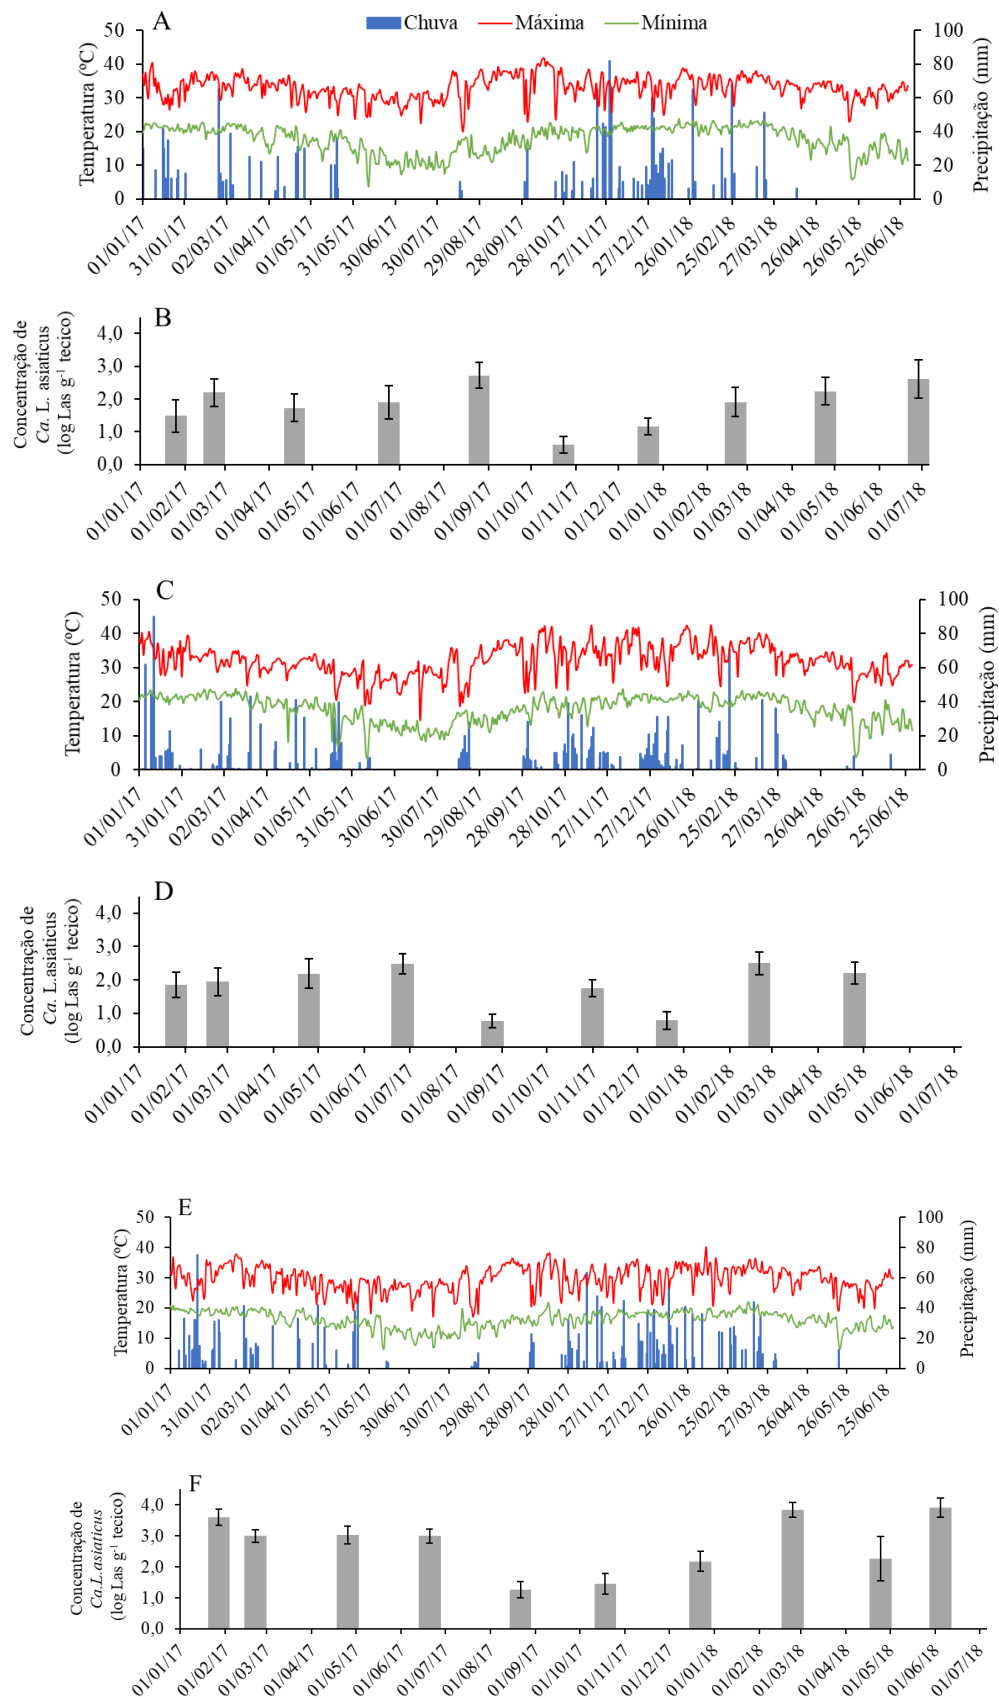 A
Chuva Máxima Mínima
Temperatura (ºC)
50
40
30
20
10
0
100
80
60
40
20
0
Precipitação (mm)
01/01/17 31/01/17 02/03/17 01/04/17 01/05/17 31/05/17 30/06/17 30/07/17 29/08/17 28/09/17 28/10/17 27/11/17 27/12/17 26/01/18 25/02/18 27/03/18 26/04/18 26/05/18 25/06/18
B
Concentração de
Ca. L. asiaticus
(log Las g-1 tecico)
4,0
3,0
2,0
1,0
0,0
01/01/17 01/02/17 01/03/17 01/04/17 01/05/17 01/06/17 01/07/17 01/08/17 01/09/17 01/10/17 01/11/17 01/12/17 01/01/18 01/02/18 01/03/18 01/04/18 01/05/18 01/06/18 01/07/18
C
Temperatura (ºC)
50
40
30
20
10
0
100
80
60
40
20
0
Precipitação (mm)
01/01/17 31/01/17 02/03/17 01/04/17 01/05/17 31/05/17 30/06/17 30/07/17 29/08/17 28/09/17 28/10/17 27/11/17 27/12/17 26/01/18 25/02/18 27/03/18 26/04/18 26/05/18 25/06/18
D
Concentração de
Ca. L.asiaticus
(log Las g-1 tecico)
4,0
3,0
2,0
1,0
0,0
01/01/17 01/02/17 01/03/17 01/04/17 01/05/17 01/06/17 01/07/17 01/08/17 01/09/17 01/10/17 01/11/17 01/12/17 01/01/18 01/02/18 01/03/18 01/04/18 01/05/18 01/06/18 01/07/18
E
Temperatura (ºC)
50
40
30
20
10
0
100
80
60
40
20
0
Precipitação (mm)
01/01/17 31/01/17 02/03/17 01/04/17 01/05/17 31/05/17 30/06/17 30/07/17 29/08/17 28/09/17 28/10/17 27/11/17 27/12/17 26/01/18 25/02/18 27/03/18 26/04/18 26/05/18 25/06/18
F
Concentração de
Ca.L.asiaticus
(log Las g-1 tecico)
4,0
3,0
2,0
1,0
0,0
01/01/17 01/02/17 01/03/17 01/04/17 01/05/17 01/06/17 01/07/17 01/08/17 01/09/17 01/10/17 01/11/17 01/12/17 01/01/18 01/02/18 01/03/18 01/04/18 01/05/18 01/06/18 01/07/18